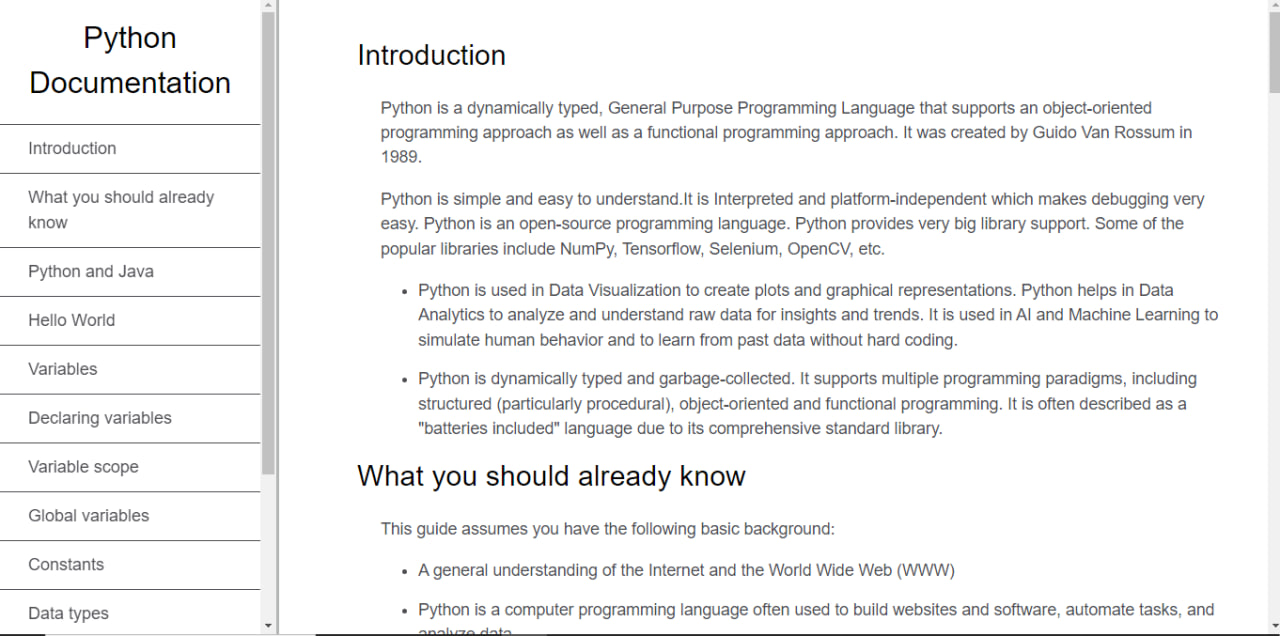 Python
Documentation
Introduction
What you should already
know
Python and Java
Hello World
Variables
Declaring variables
Variable scope
Global variables
Constants
Data types
Introduction
Python is a dynamically typed, General Purpose Programming Language that supports an object-oriented
programming approach as well as a functional programming approach. It was created by Guido Van Rossum in
1989.
Python is simple and easy to understand.It is Interpreted and platform-independent which makes debugging very
easy. Python is an open-source programming language. Python provides very big library support. Some of the
popular libraries include NumPy, Tensorflow, Selenium, OpenCV, etc.
• Python is used in Data Visualization to create plots and graphical representations. Python helps in Data
Analytics to analyze and understand raw data for insights and trends. It is used in AI and Machine Learning to
simulate human behavior and to learn from past data without hard coding.
• Python is dynamically typed and garbage-collected. It supports multiple programming paradigms, including
structured (particularly procedural), object-oriented and functional programming. It is often described as a
"batteries included" language due to its comprehensive standard library.
What you should already know
This guide assumes you have the following basic background:
• A general understanding of the Internet and the World Wide Web (WWW)
• Python is a computer programming language often used to build websites and software, automate tasks, and
analyze data